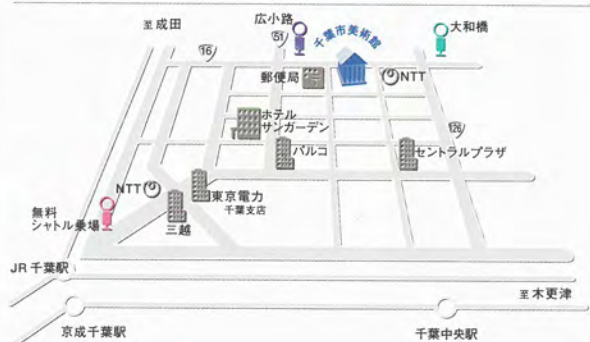 広小路
至 成田
51
千葉市美術館
大和橋
16
郵便局
NTT
ホテル
サンガーデン
126
パルコ
セントラルプラザ
NTT
東京電力
千葉支店
無料
シャトル乗場
三越
JR 千葉駅
至 木更津
京成千葉駅
千葉中央駅